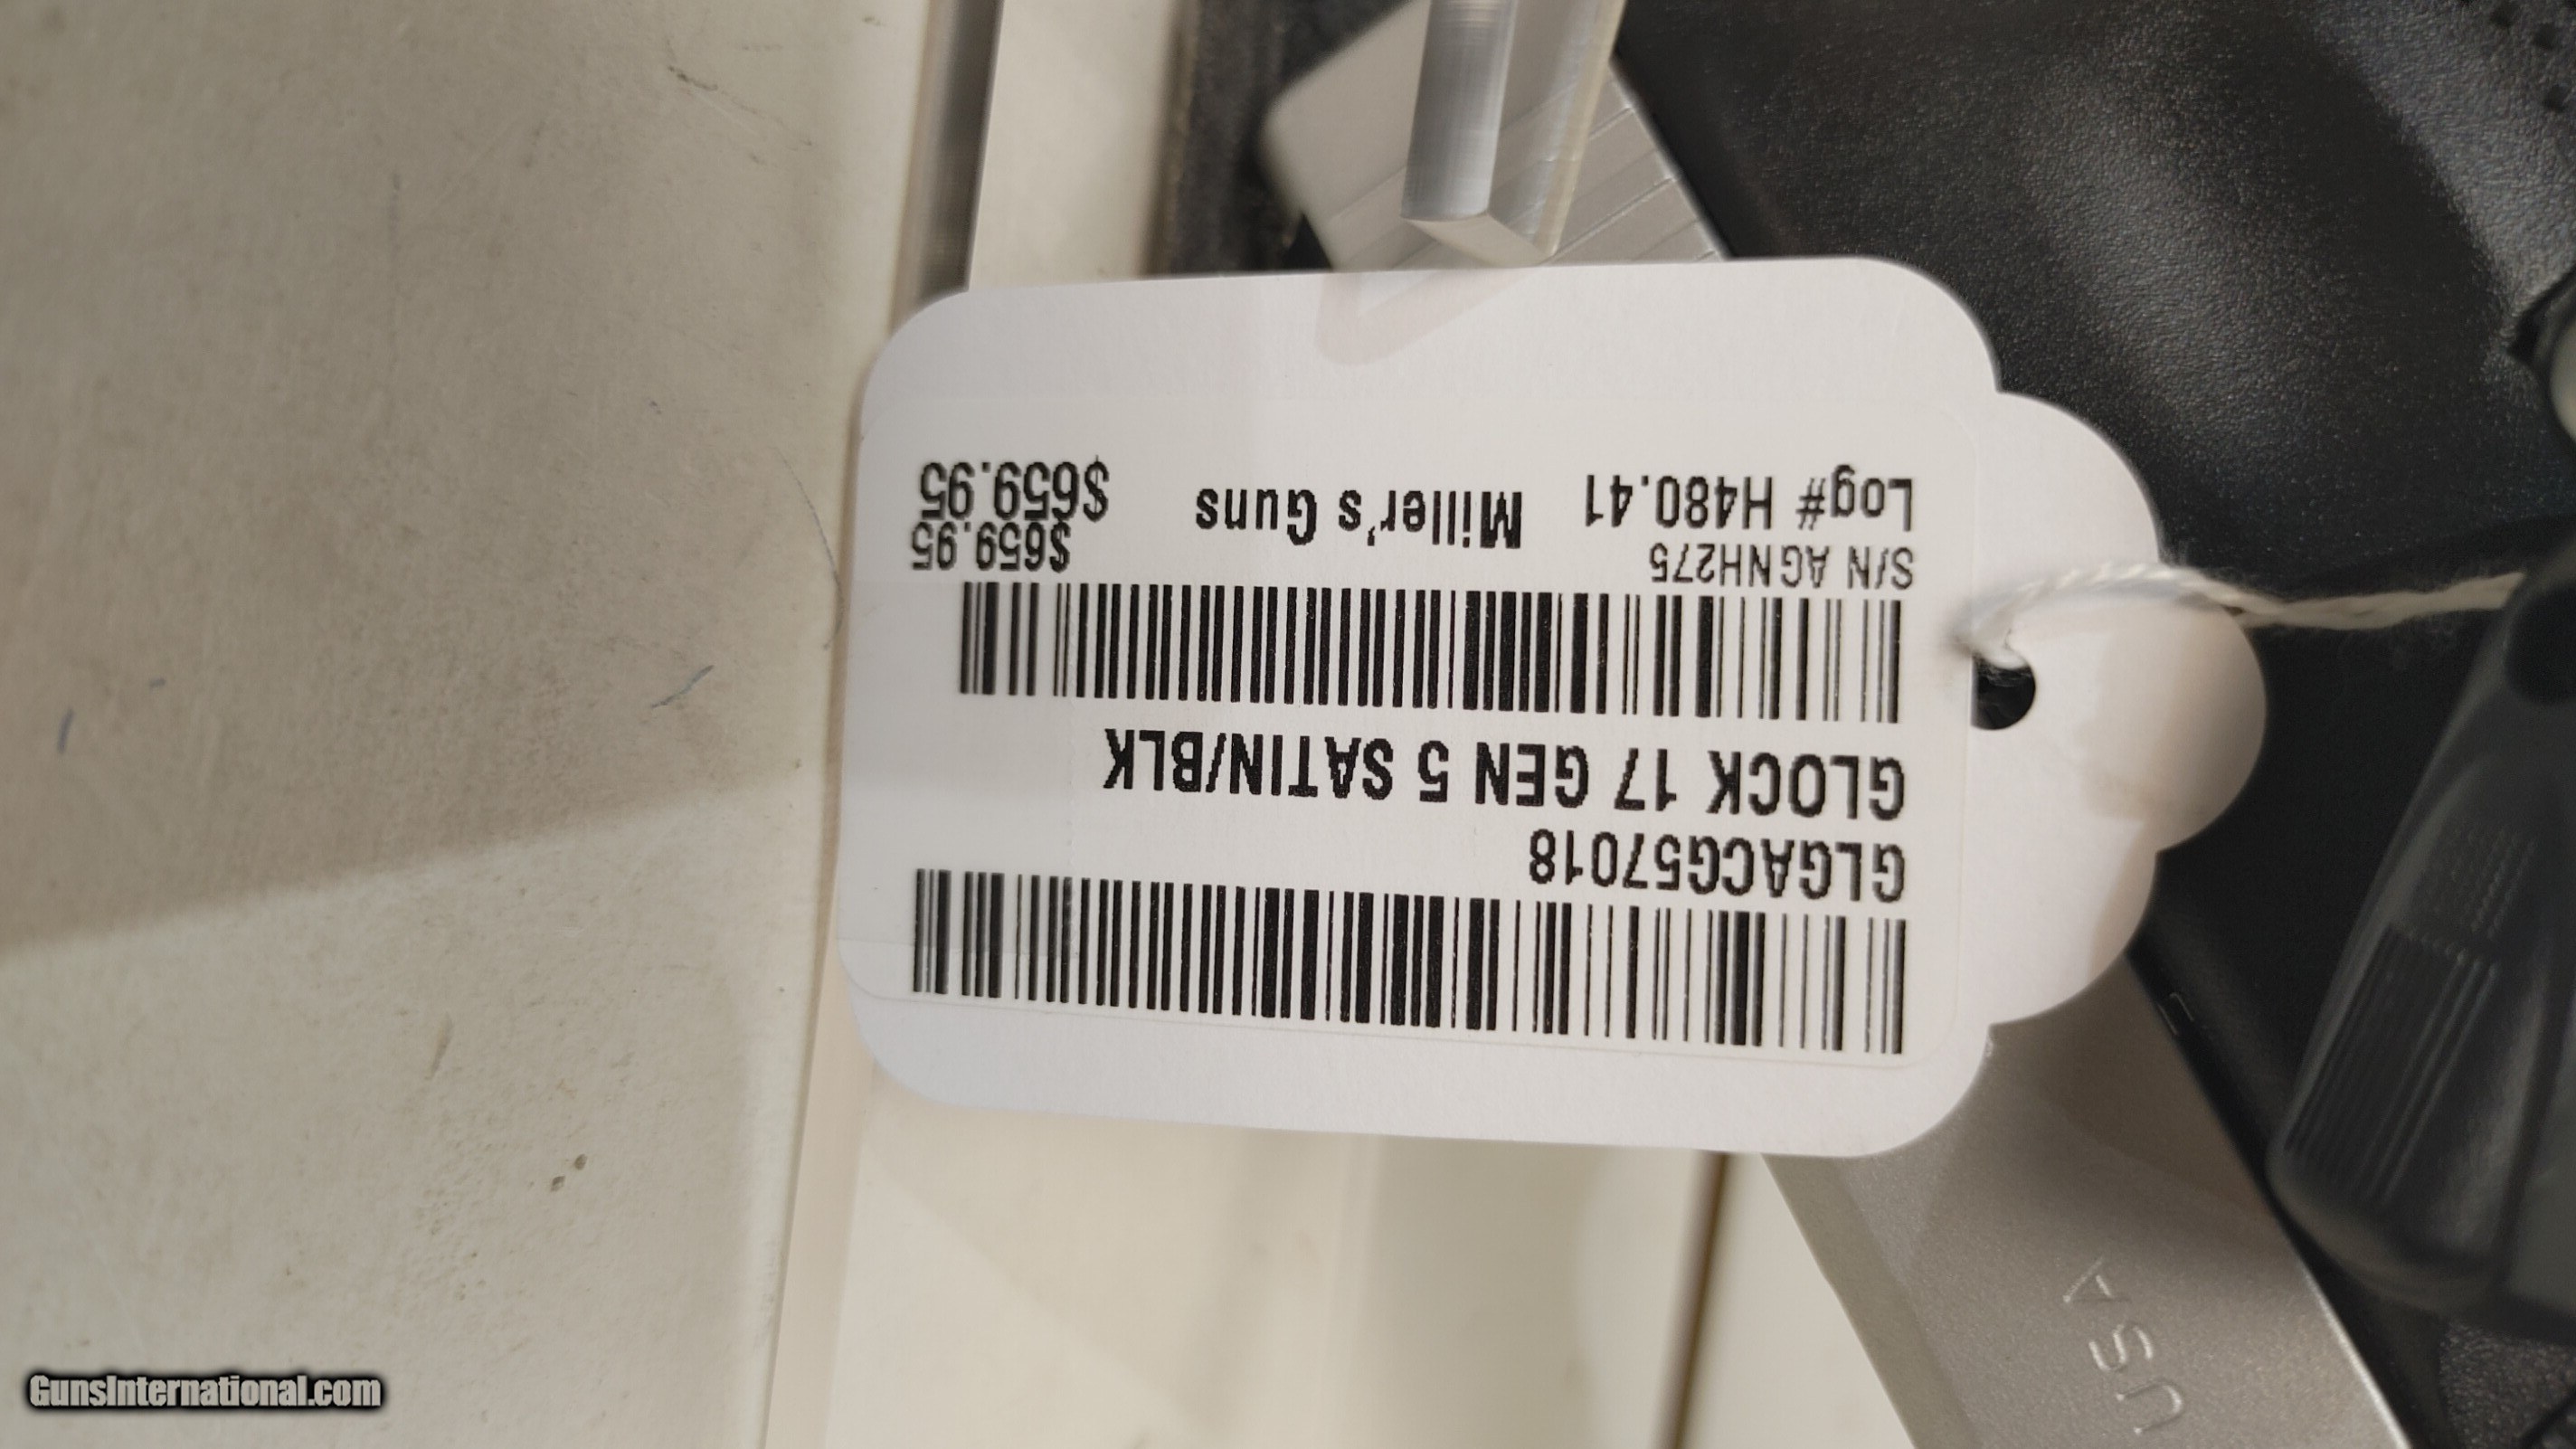 GLGACG57018
GLOCK 17 GEN 5 SATIN/BLK
S/N AGNH275 $659.95
Log# H480.41 Miller's Guns $659.95
USA
GunsInternational.com